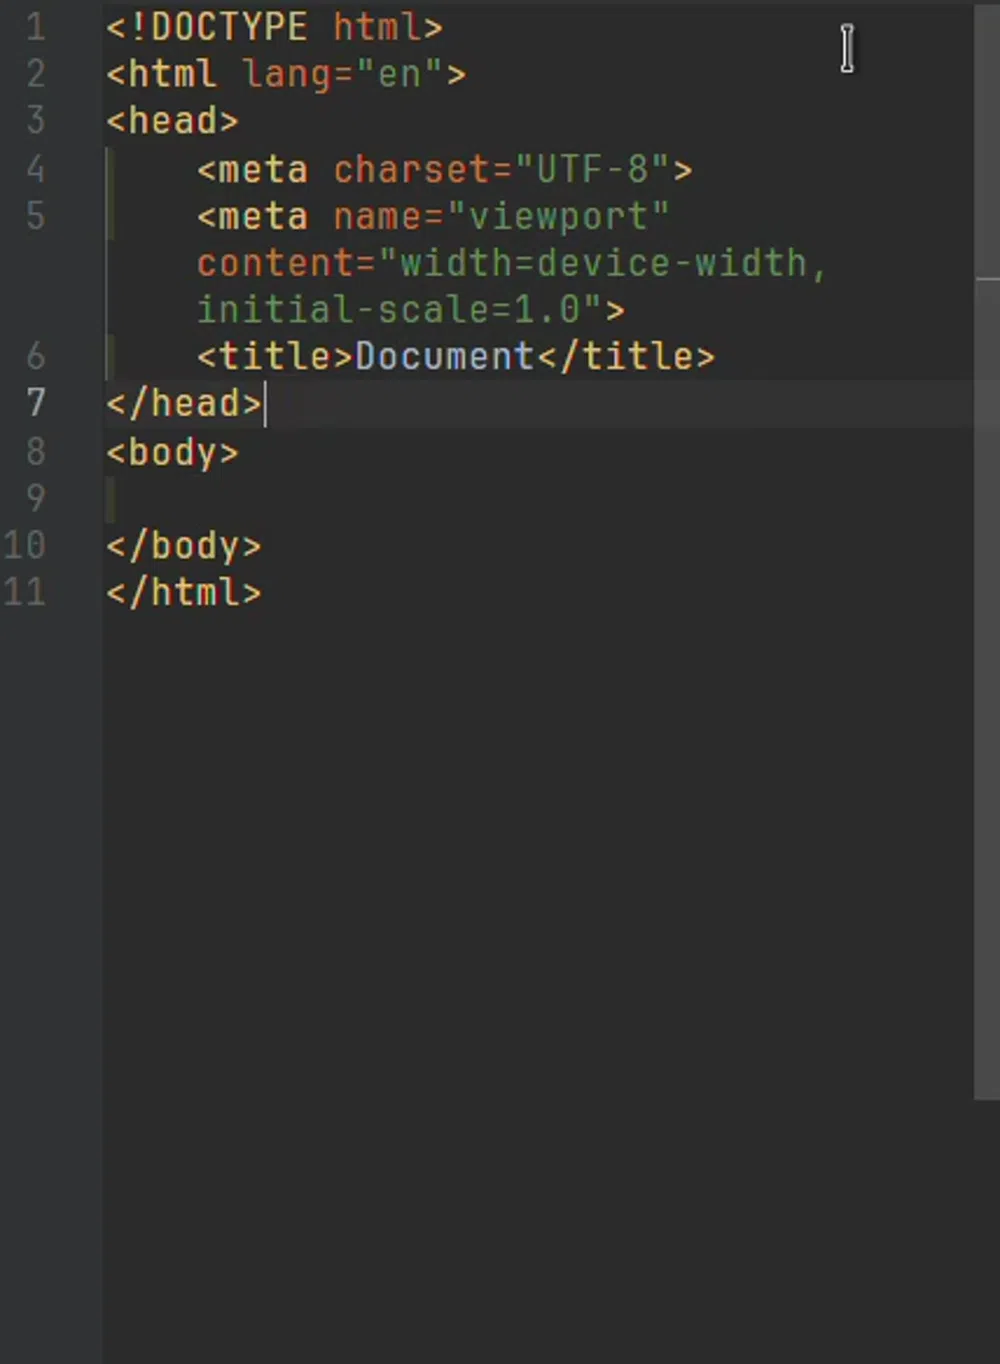 1 <!DOCTYPE html>
2 <html lang="en">
3 <head>
4     <meta charset="UTF-8">
5     <meta name="viewport"
    content="width=device-width,
    initial-scale=1.0">
6     <title>Document</title>
7 </head>
8 <body>
9
10 </body>
11 </html>